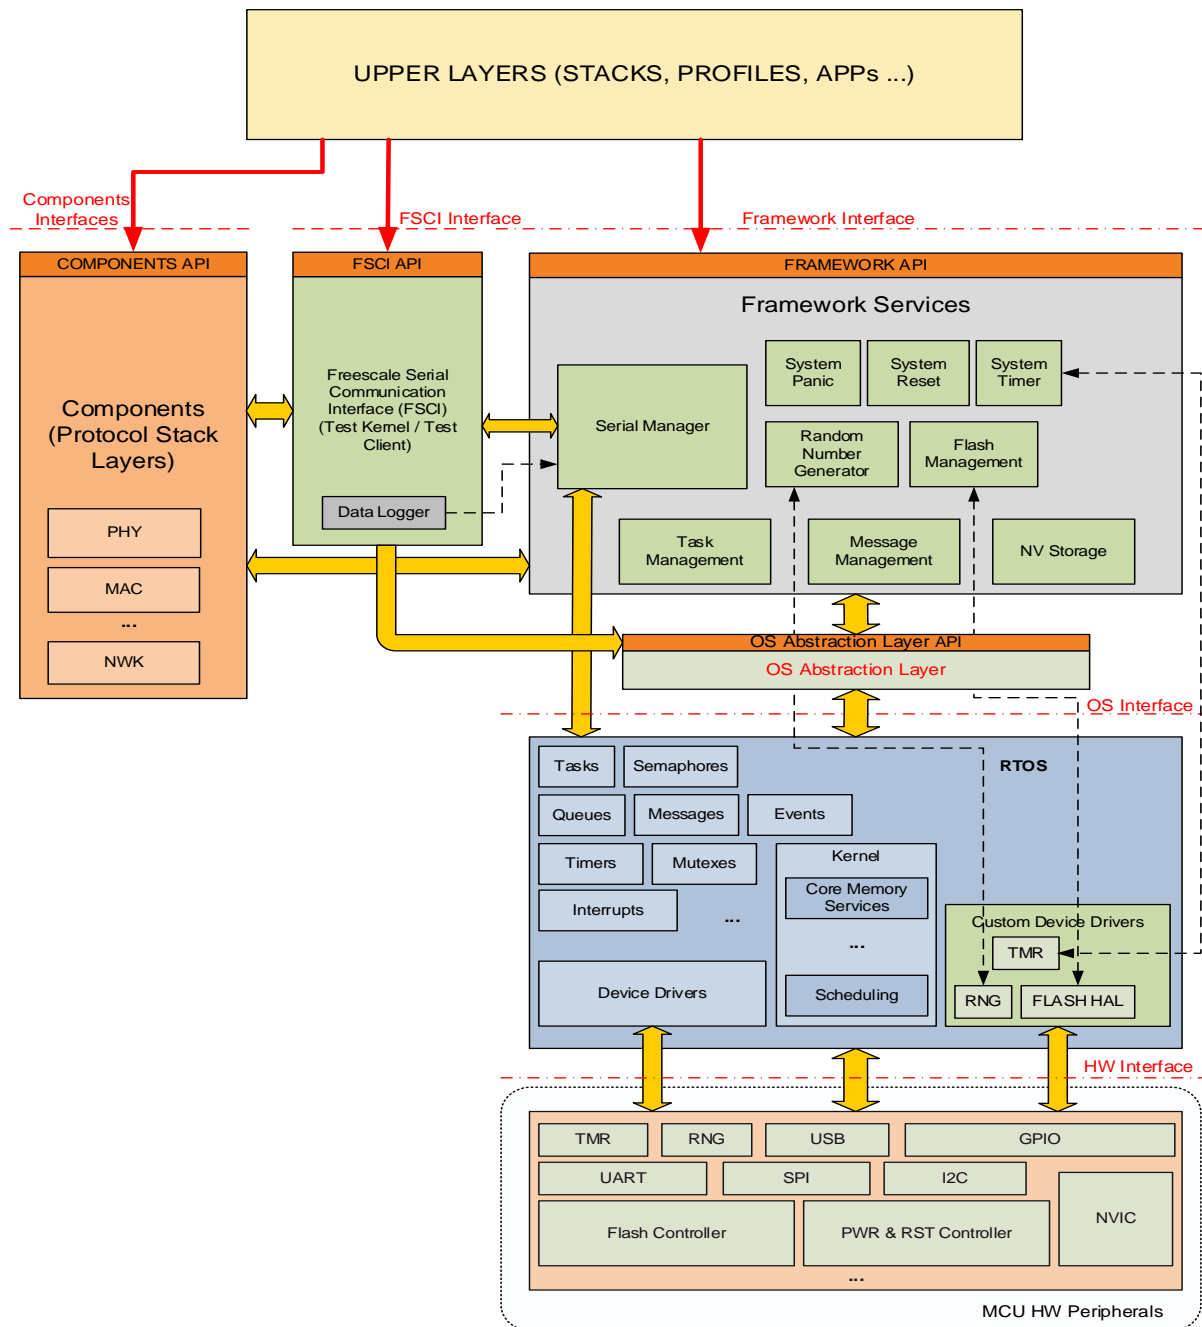 UPPER LAYERS (STACKS, PROFILES, APPs ...)
Components
Interfaces
FSCI Interface
Framework Interface
COMPONENTS API
FSCI API
FRAMEWORK API
Framework Services
Components
(Protocol Stack
Layers)
PHY
MAC
...
NWK
Freescale Serial
Communication
Interface (FSCI)
(Test Kernel / Test
Client)
Data Logger
Serial Manager
System
Panic
System
Reset
System
Timer
Random
Number
Generator
Flash
Management
Task
Management
Message
Management
NV Storage
OS Abstraction Layer API
OS Abstraction Layer
OS Interface
RTOS
Tasks
Semaphores
Queues
Messages
Events
Timers
Mutexes
Interrupts
...
Device Drivers
Kernel
Core Memory
Services
...
Scheduling
Custom Device Drivers
TMR
RNG
FLASH HAL
HW Interface
TMR
RNG
USB
GPIO
UART
SPI
I2C
NVIC
Flash Controller
PWR & RST Controller
...
MCU HW Peripherals